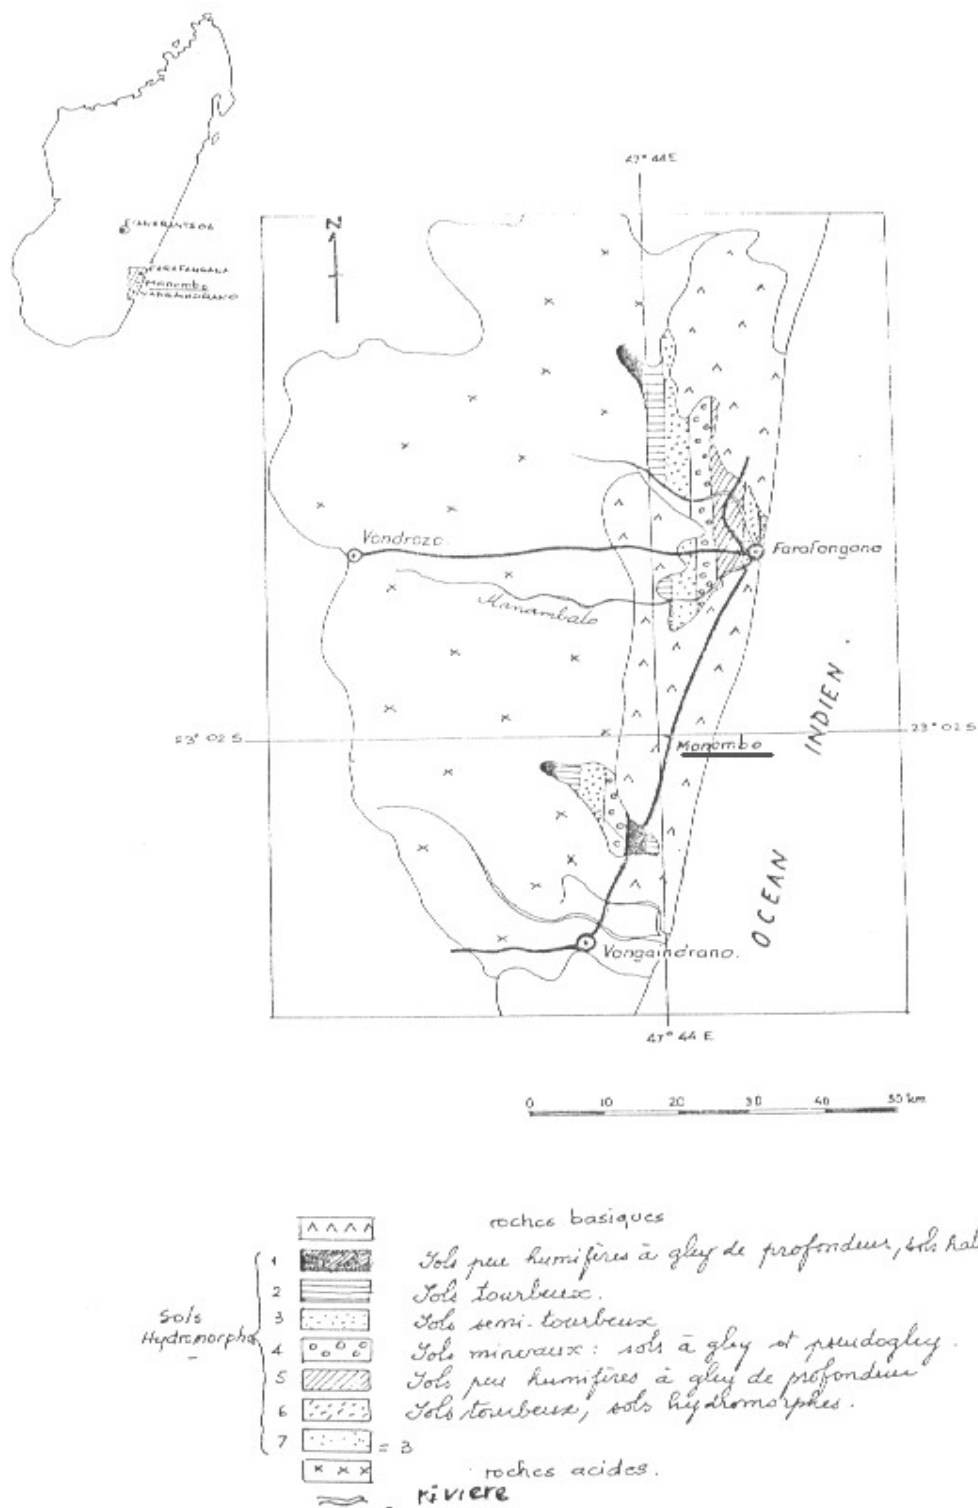 FIANARANTSOA
FARAFANGANA
Manombo
VANGAINDRANO
47° 44 E
N
Vondrozo
Farafangana
Manambato
INDIEN
23° 02 S
23° 02 S
Manombo
OCEAN
Vangaindrano.
47° 44 E
0 10 20 30 40 50 km
roches basiques
Sols Hydromorphe
1 Sols peu humifères à gley de profondeur, sols hal
2 Sols tourbeux.
3 Sols semi-tourbeux
4 Sols minéraux: sols à gley et pseudogley.
5 Sols peu humifères à gley de profondeur
6 Sols tourbeux, sols hydromorphes.
7 = 3
roches acides.
Riviere